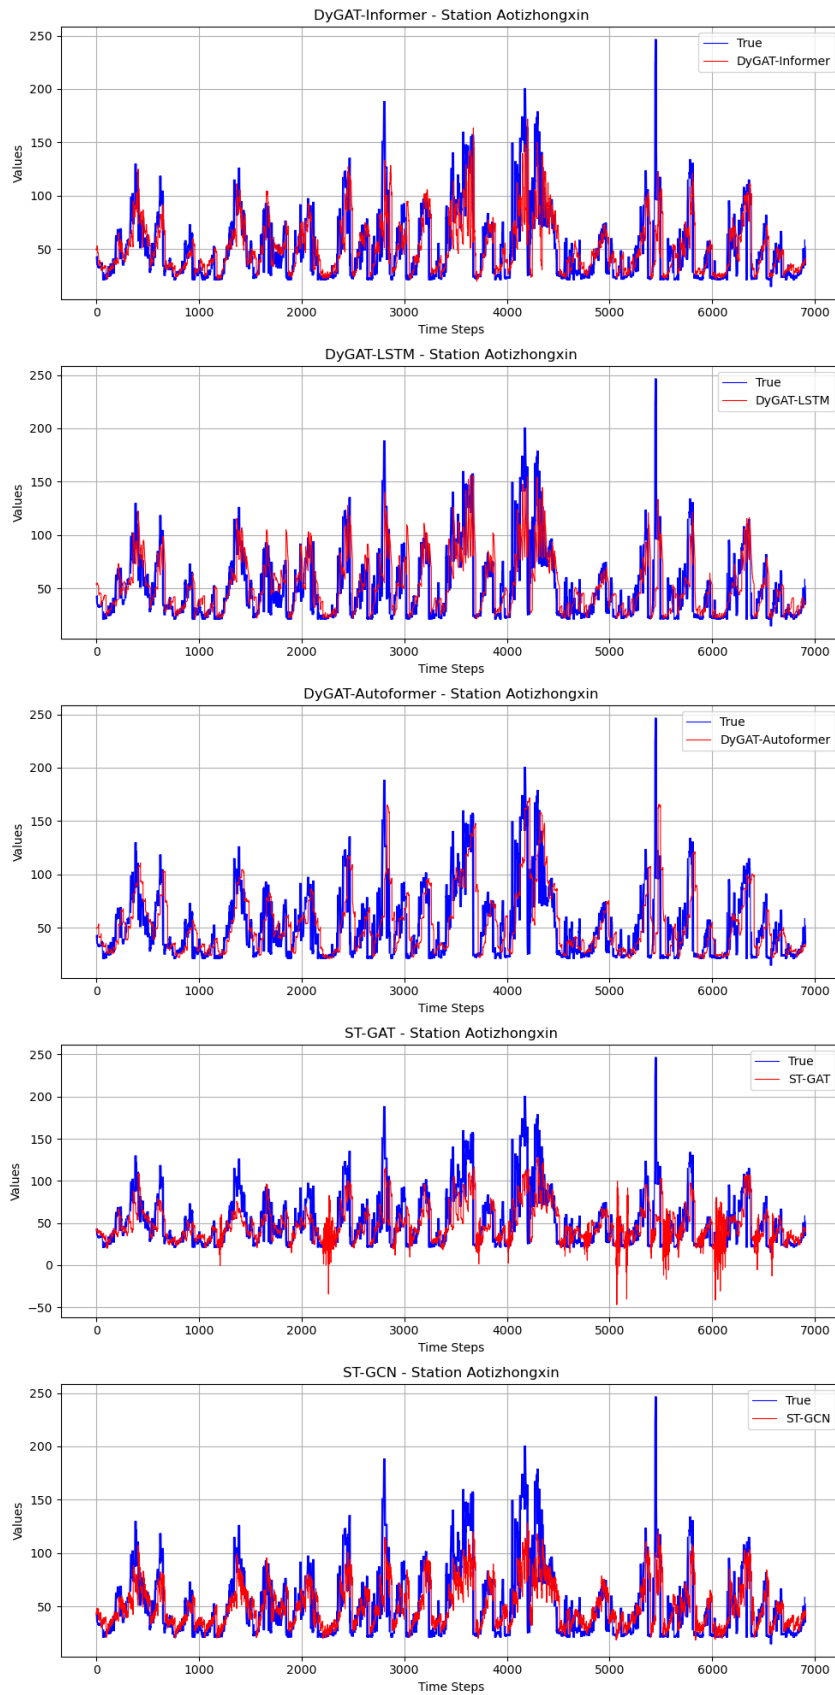 DyGAT-Informer - Station Aotizhongxin
250
200
150
100
50
Values
True
DyGAT-Informer
0 1000 2000 3000 4000 5000 6000 7000
Time Steps
DyGAT-LSTM - Station Aotizhongxin
250
200
150
100
50
Values
True
DyGAT-LSTM
0 1000 2000 3000 4000 5000 6000 7000
Time Steps
DyGAT-Autoformer - Station Aotizhongxin
250
200
150
100
50
Values
True
DyGAT-Autoformer
0 1000 2000 3000 4000 5000 6000 7000
Time Steps
ST-GAT - Station Aotizhongxin
250
200
150
100
50
0
−50
Values
True
ST-GAT
0 1000 2000 3000 4000 5000 6000 7000
Time Steps
ST-GCN - Station Aotizhongxin
250
200
150
100
50
Values
True
ST-GCN
0 1000 2000 3000 4000 5000 6000 7000
Time Steps